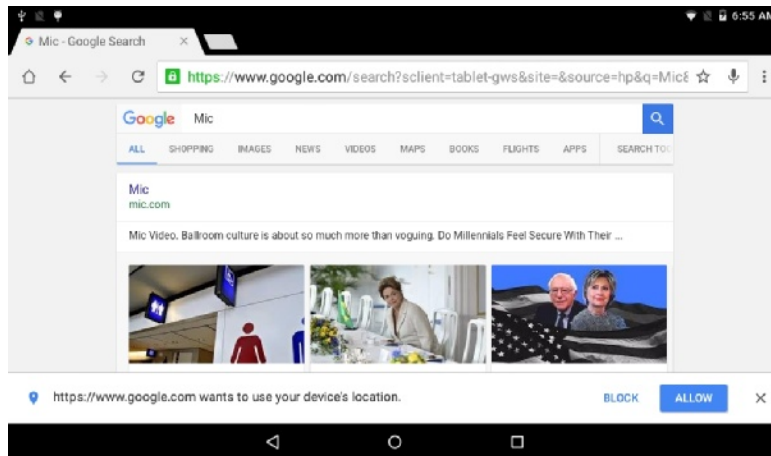 6:55 AM
Mic - Google Search
https://www.google.com/search?sclient=tablet-gws&site=&source=hp&q=Mic&
Google Mic
ALL SHOPPING IMAGES NEWS VIDEOS MAPS BOOKS FLIGHTS APPS SEARCH TOO
Mic
mic.com
Mic Video. Ballroom culture is about so much more than voguing. Do Millennials Feel Secure With Their ...
https://www.google.com wants to use your device's location. BLOCK ALLOW